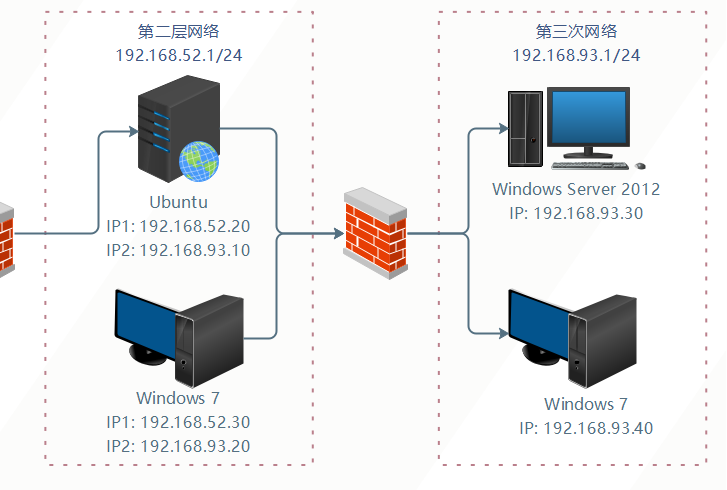 第二层网络
192.168.52.1/24
Ubuntu
IP1: 192.168.52.20
IP2: 192.168.93.10
Windows 7
IP1: 192.168.52.30
IP2: 192.168.93.20
第三次网络
192.168.93.1/24
Windows Server 2012
IP: 192.168.93.30
Windows 7
IP: 192.168.93.40